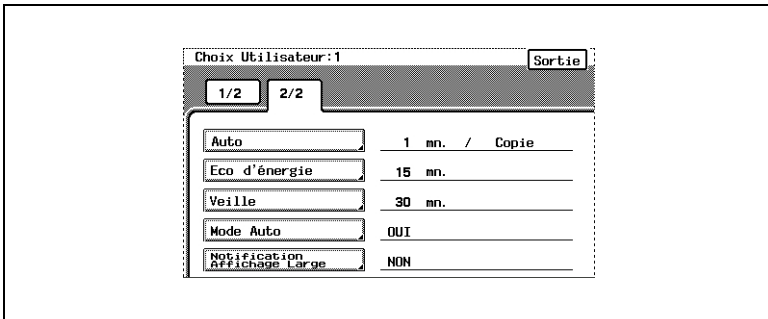 Choix Utilisateur:1 Sortie
1/2 2/2
Auto 1 mn. / Copie
Eco d'énergie 15 mn.
Veille 30 mn.
Mode Auto OUI
Notification
Affichage Large NON